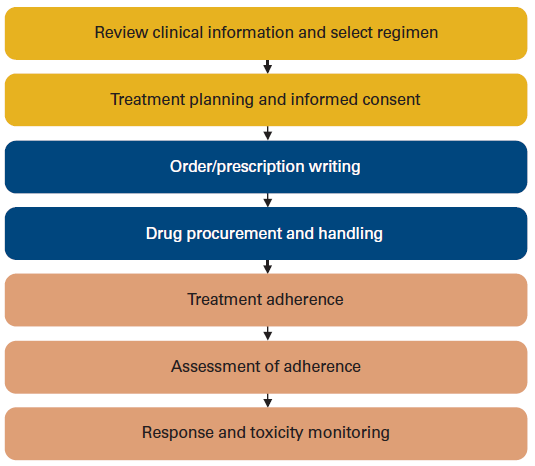 Review clinical information and select regimen
Treatment planning and informed consent
Order/prescription writing
Drug procurement and handling
Treatment adherence
Assessment of adherence
Response and toxicity monitoring